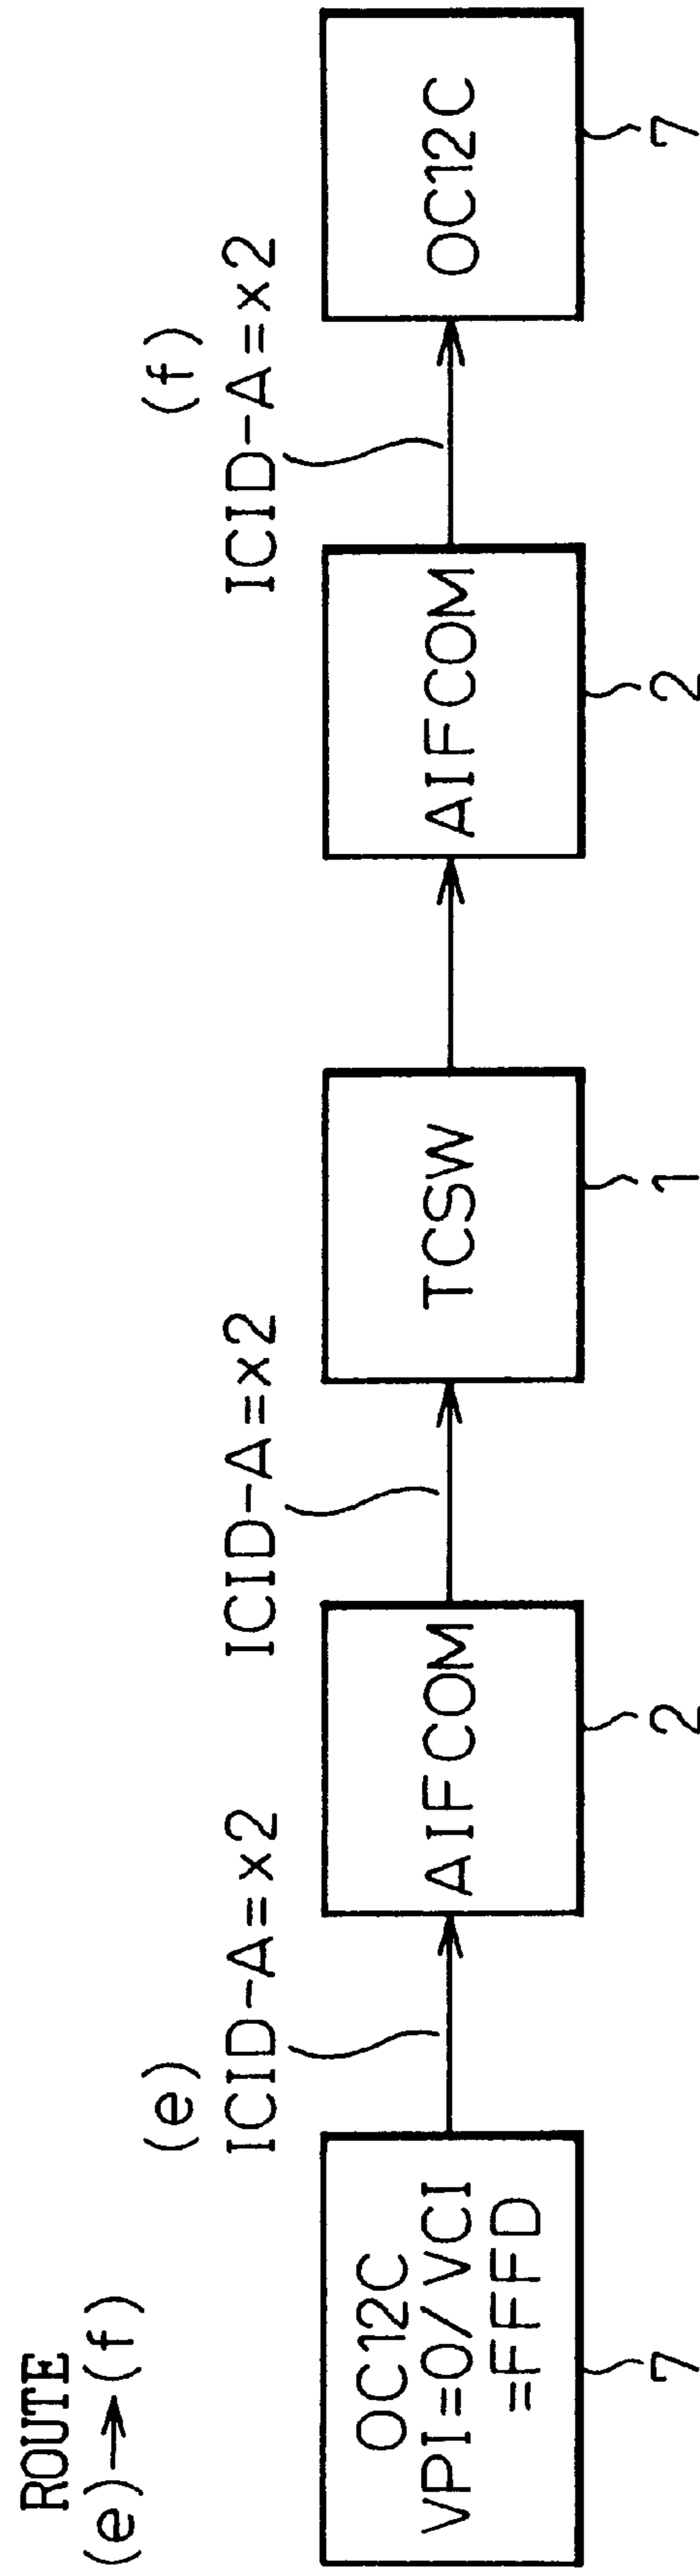 ROUTE
(e)→(f)
(e)
ICID-A=x2
ICID-A=x2
(f)
ICID-A=x2
OC12C
VPI=0/VCI
=FFFD
AIFCOM
TCSW
AIFCOM
OC12C
7
2
1
2
7